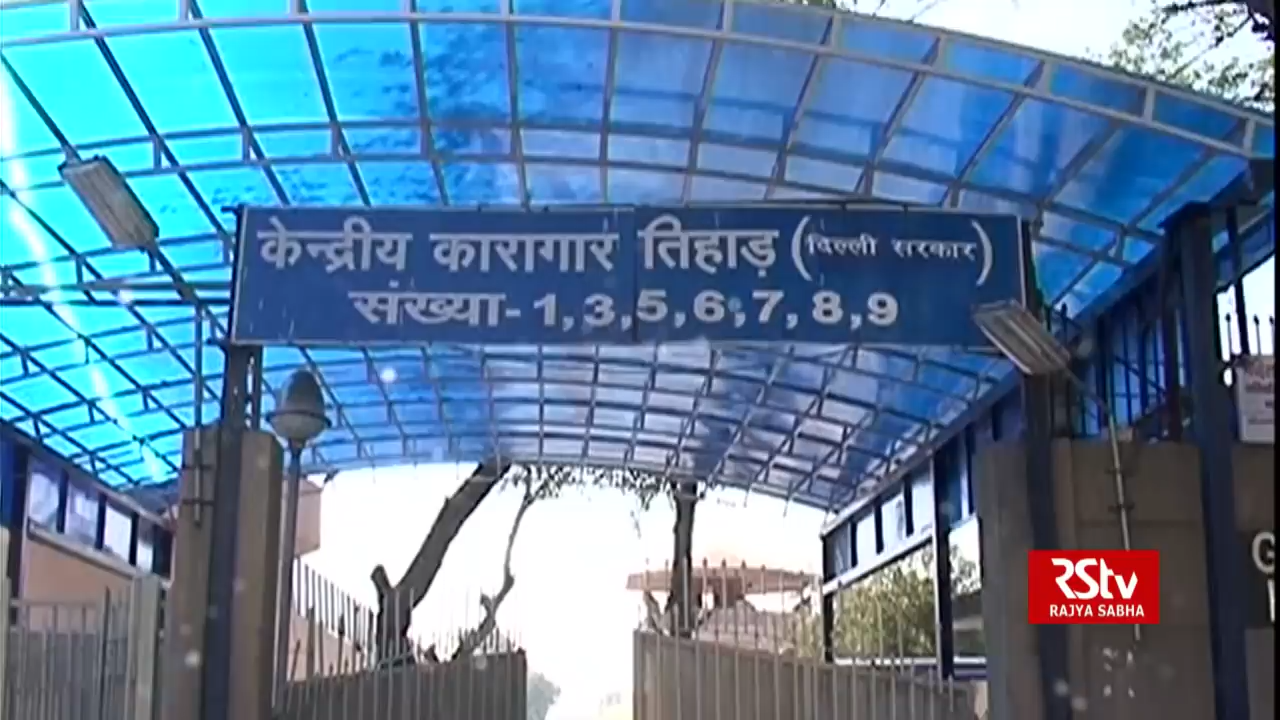 केन्द्रीय कारागार तिहाड़ (दिल्ली सरकार)
संख्या- 1,3,5,6,7,8,9
RStv
RAJYA SABHA